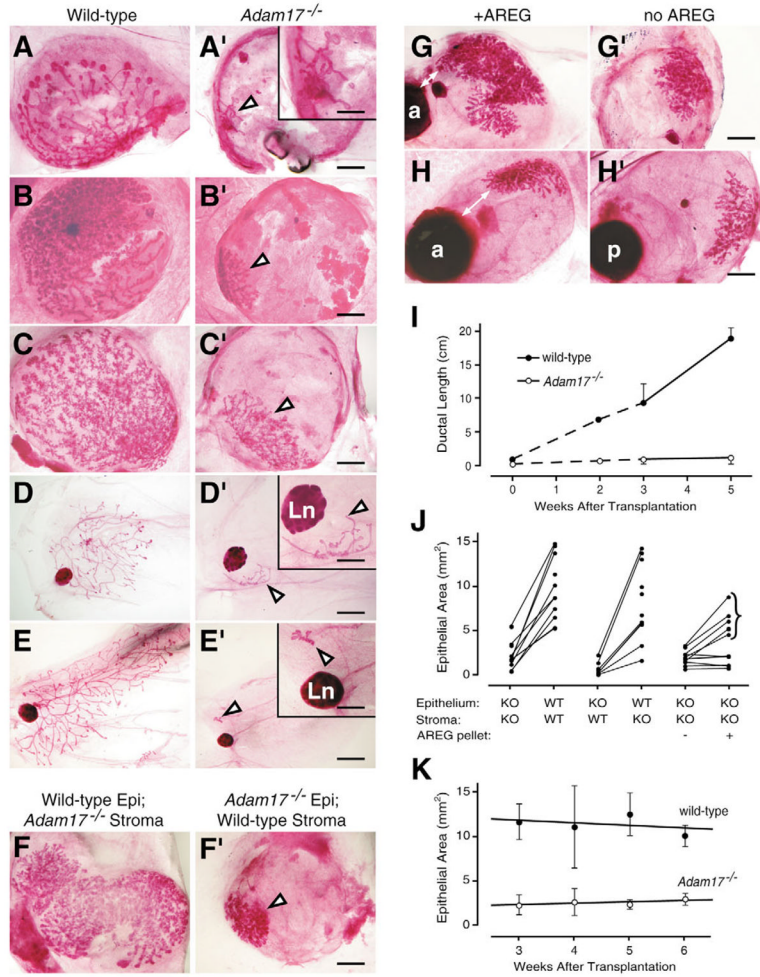 Wild-type Adam17-/-
A A'
B B'
C C'
D D' Ln
E E' Ln
Wild-type Epi; Adam17-/- Epi;
Adam17-/- Stroma Wild-type Stroma
F F'
+AREG no AREG
G G'
a
H H'
a p
I
Ductal Length (cm)
20
15
10
5
0
wild-type
Adam17-/-
0 1 2 3 4 5
Weeks After Transplantation
J
Epithelial Area (mm2)
15
10
5
0
Epithelium: KO WT KO WT KO KO
Stroma: KO WT WT KO KO KO
AREG pellet: - +
K
Epithelial Area (mm2)
15
10
5
0
wild-type
Adam17-/-
3 4 5 6
Weeks After Transplantation